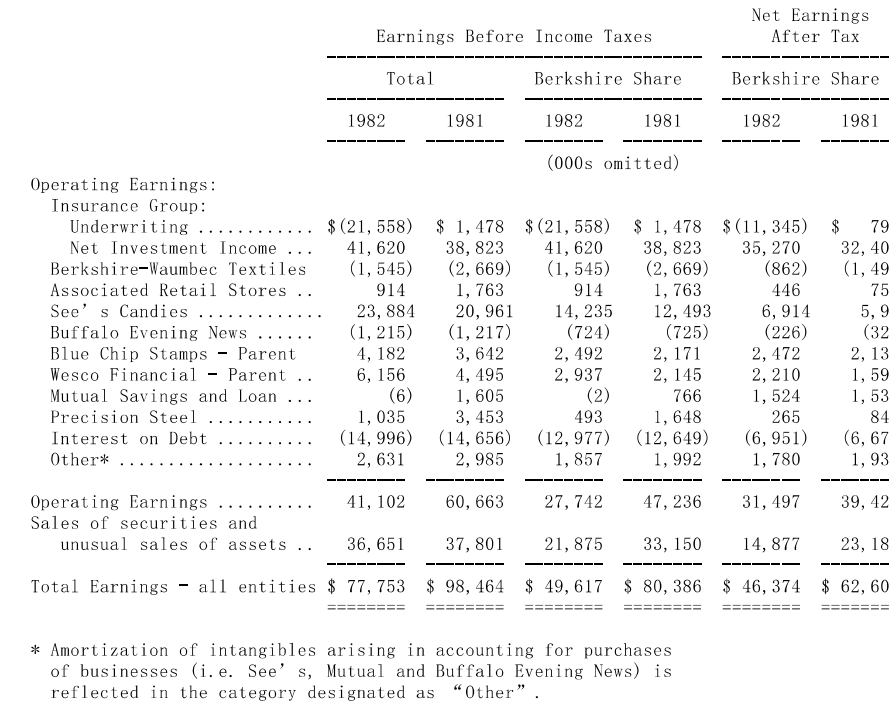 Net Earnings
Earnings Before Income Taxes After Tax
Total Berkshire Share Berkshire Share
1982 1981 1982 1981 1982 1981
(000s omitted)
Operating Earnings:
Insurance Group:
Underwriting ............ $(21,558) $ 1,478 $(21,558) $ 1,478 $(11,345) $ 79
Net Investment Income ... 41,620 38,823 41,620 38,823 35,270 32,40
Berkshire-Waumbec Textiles (1,545) (2,669) (1,545) (2,669) (862) (1,49
Associated Retail Stores .. 914 1,763 914 1,763 446 75
See’s Candies ............. 23,884 20,961 14,235 12,493 6,914 5,9
Buffalo Evening News ...... (1,215) (1,217) (724) (725) (226) (32
Blue Chip Stamps - Parent 4,182 3,642 2,492 2,171 2,472 2,13
Wesco Financial - Parent .. 6,156 4,495 2,937 2,145 2,210 1,59
Mutual Savings and Loan ... (6) 1,605 (2) 766 1,524 1,53
Precision Steel ........... 1,035 3,453 493 1,648 265 84
Interest on Debt .......... (14,996) (14,656) (12,977) (12,649) (6,951) (6,67
Other* .................... 2,631 2,985 1,857 1,992 1,780 1,93
Operating Earnings .......... 41,102 60,663 27,742 47,236 31,497 39,42
Sales of securities and
unusual sales of assets .. 36,651 37,801 21,875 33,150 14,877 23,18
Total Earnings - all entities $ 77,753 $ 98,464 $ 49,617 $ 80,386 $ 46,374 $ 62,60
* Amortization of intangibles arising in accounting for purchases
of businesses (i.e. See’s, Mutual and Buffalo Evening News) is
reflected in the category designated as “Other”.